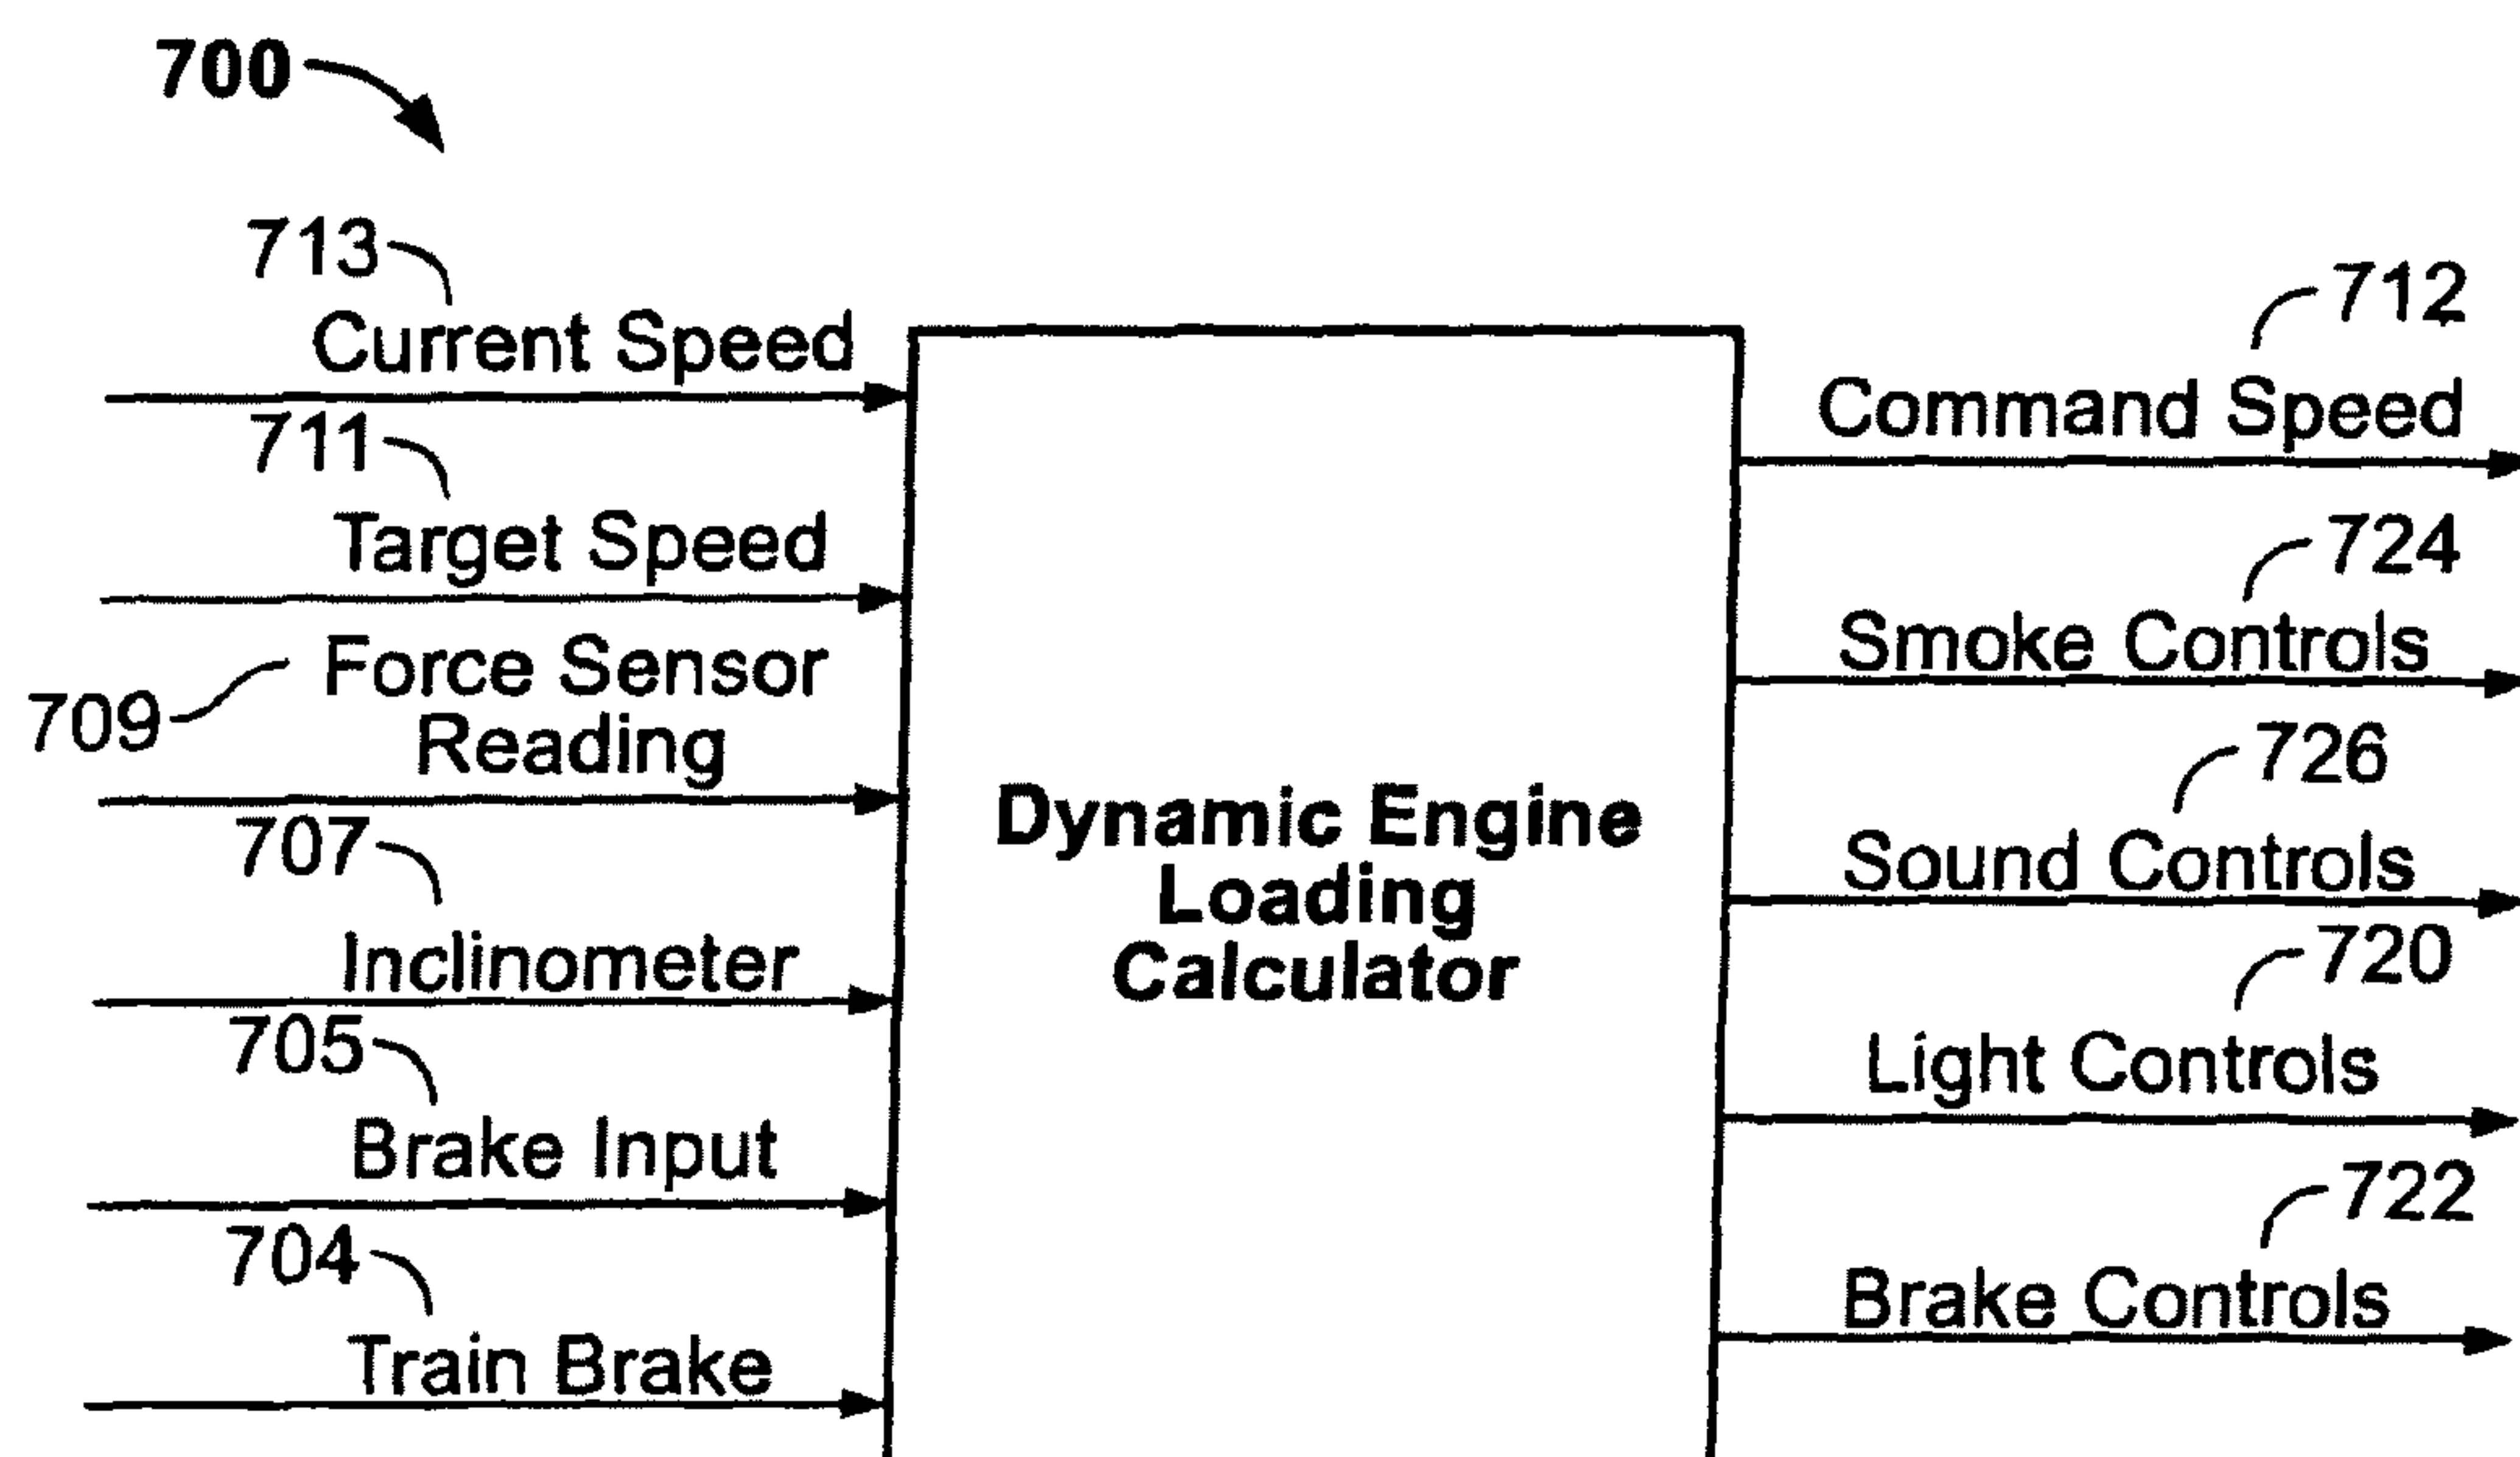 700
713
Current Speed
711
Target Speed
709
Force Sensor
Reading
707
Inclinometer
705
Brake Input
704
Train Brake
Dynamic Engine
Loading
Calculator
712
Command Speed
724
Smoke Controls
726
Sound Controls
720
Light Controls
722
Brake Controls